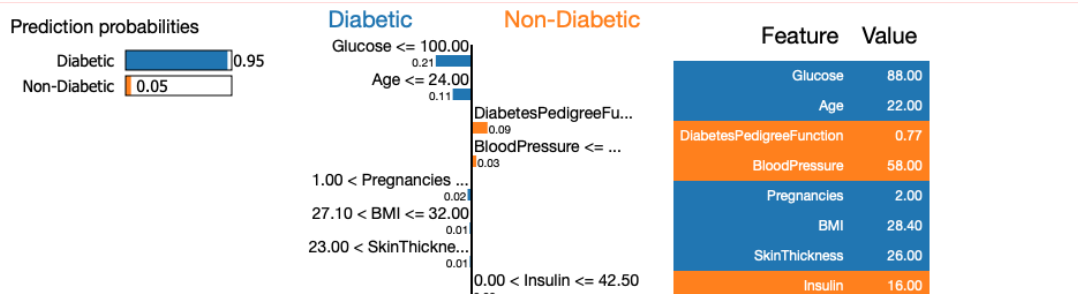 Prediction probabilities
Diabetic 0.95
Non-Diabetic 0.05
Diabetic Non-Diabetic
Glucose <= 100.00
0.21
Age <= 24.00
0.11
DiabetesPedigreeFu...
0.09
BloodPressure <= ...
0.03
1.00 < Pregnancies ...
0.02
27.10 < BMI <= 32.00
0.01
23.00 < SkinThickne...
0.01
0.00 < Insulin <= 42.50
Feature Value
Glucose 88.00
Age 22.00
DiabetesPedigreeFunction 0.77
BloodPressure 58.00
Pregnancies 2.00
BMI 28.40
SkinThickness 26.00
Insulin 16.00